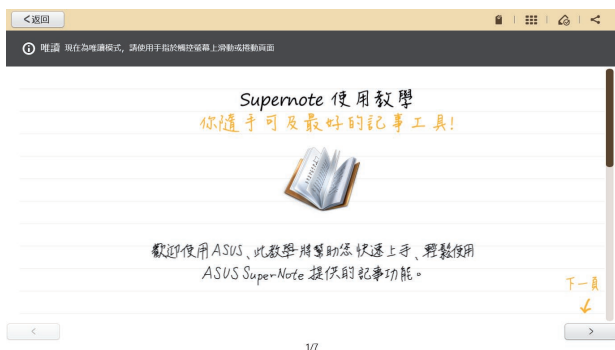 <返回
唯讀 現在為唯讀模式, 請使用手指於觸控螢幕上滑動或捲動頁面
Supernote 使用教學
你隨手可及最好的記事工具!
歡迎使用ASUS、此教學將幫助您快速上手、輕鬆使用
ASUS SuperNote 提供的記事功能。
下一頁
1/7